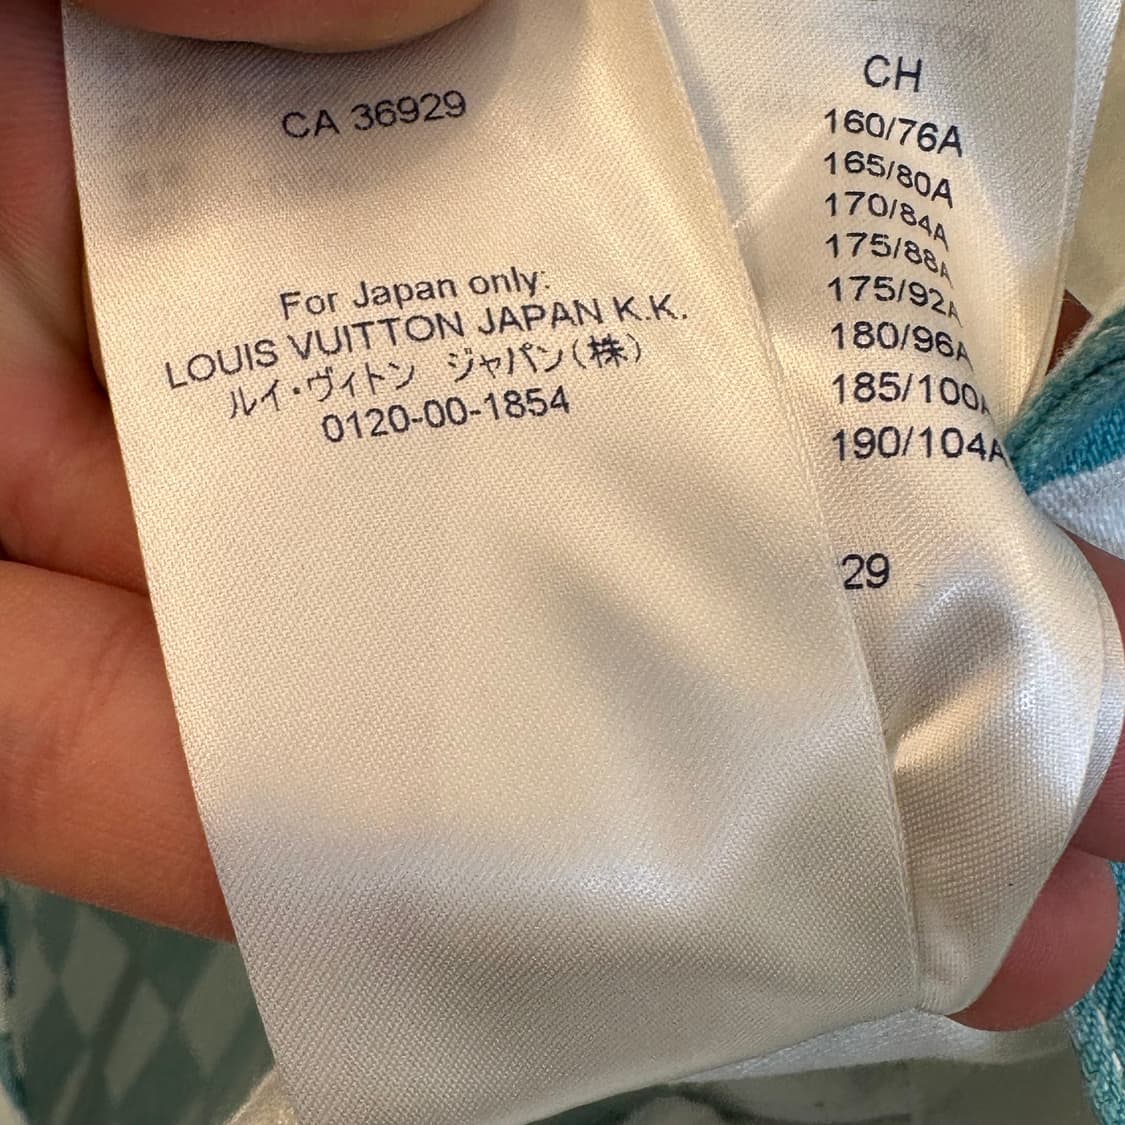 CA 36929
For Japan only:
LOUIS VUITTON JAPAN K.K.
ルイ・ヴィトン ジャパン(株)
0120-00-1854
CH
160/76A
165/80A
170/84A
175/88A
175/92A
180/96A
185/100A
190/104A
29